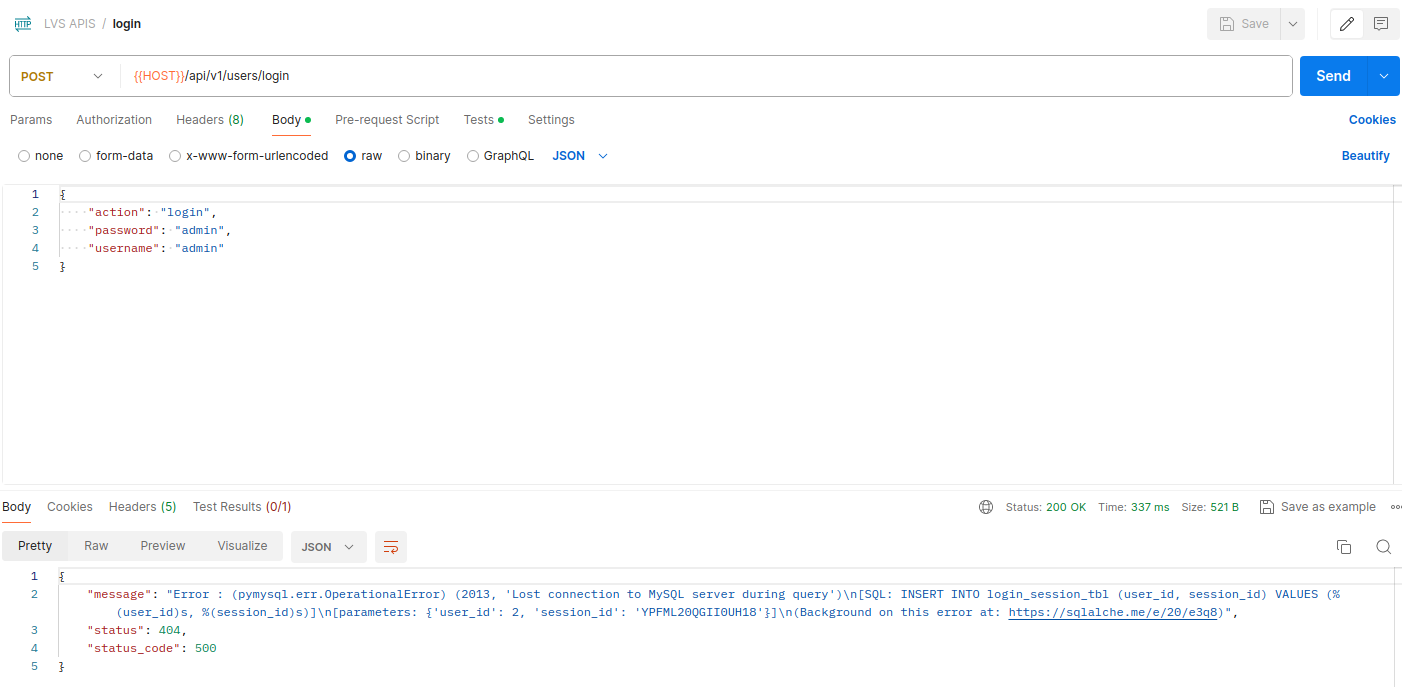 HTTP LVS APIS / login Save
POST {{HOST}}/api/v1/users/login Send
Params Authorization Headers (8) Body Pre-request Script Tests Settings Cookies
none form-data x-www-form-urlencoded raw binary GraphQL JSON Beautify
1 {
2 "action": "login",
3 "password": "admin",
4 "username": "admin"
5 }
Body Cookies Headers (5) Test Results (0/1) Status: 200 OK Time: 337 ms Size: 521 B Save as example
Pretty Raw Preview Visualize JSON
1 {
2 "message": "Error : (pymysql.err.OperationalError) (2013, 'Lost connection to MySQL server during query')\n[SQL: INSERT INTO login_session_tbl (user_id, session_id) VALUES (%
(user_id)s, %(session_id)s)]\n[parameters: {'user_id': 2, 'session_id': 'YPFML20QGII0UH18'}]\n(Background on this error at: https://sqlalche.me/e/20/e3q8)",
3 "status": 404,
4 "status_code": 500
5 }